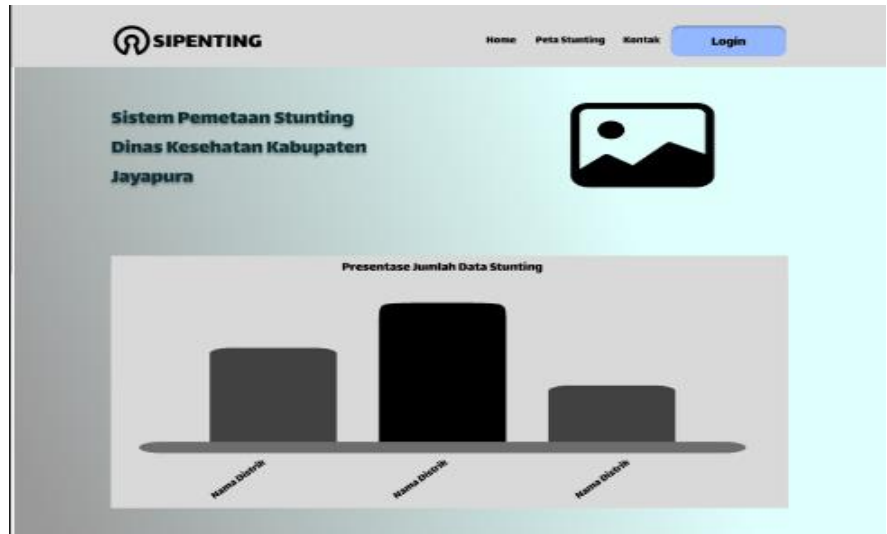 SIPENTING
Home Peta Stunting Kontak Login
Sistem Pemetaan Stunting
Dinas Kesehatan Kabupaten
Jayapura
Presentase Jumlah Data Stunting
Nama Distrik Nama Distrik Nama Distrik